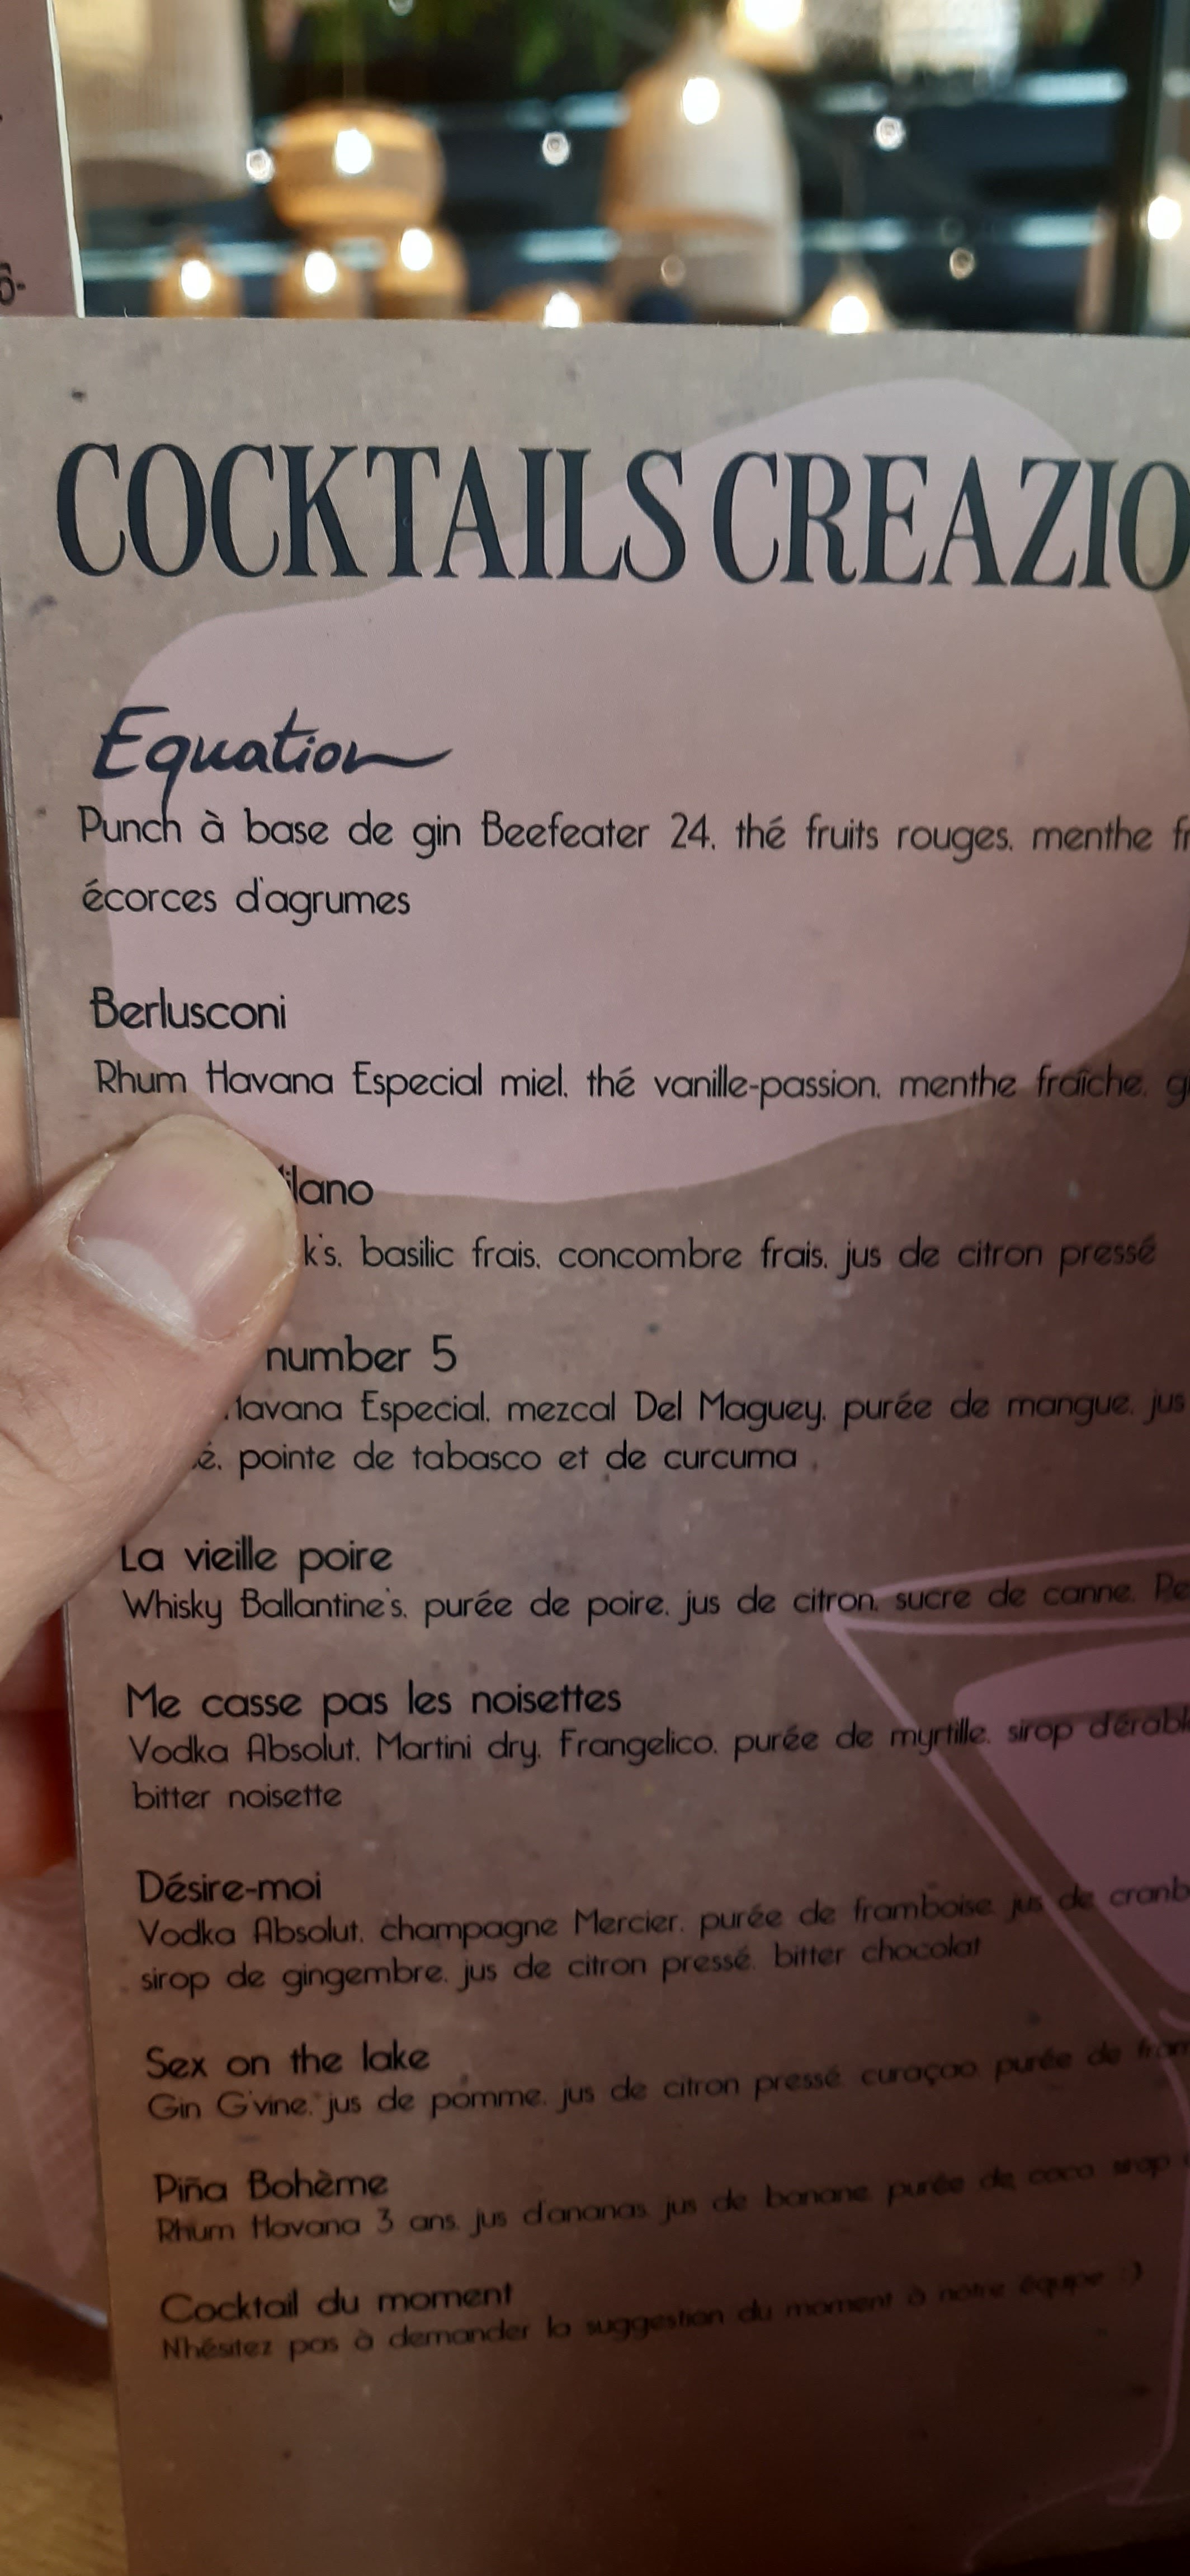 COCKTAILS CREAZIO
Equation
Punch à base de gin Beefeater 24, thé fruits rouges, menthe fr
écorces d'agrumes
Berlusconi
Rhum Havana Especial miel, thé vanille-passion, menthe fraîche, g
ilano
k's, basilic frais, concombre frais, jus de citron pressé
number 5
Havana Especial, mezcal Del Maguey, purée de mangue, jus
é, pointe de tabasco et de curcuma
La vieille poire
Whisky Ballantine's, purée de poire, jus de citron, sucre de canne,
Me casse pas les noisettes
Vodka Absolut, Martini dry, Frangelico, purée de myrtille, sirop d'érabl
bitter noisette
Désire-moi
Vodka Absolut, champagne Mercier, purée de framboise, jus de cranb
sirop de gingembre, jus de citron pressé, bitter chocolat
Sex on the lake
Gin G'vine, jus de pomme, jus de citron pressé, curaçao, purée de fram
Piña Bohème
Rhum Havana 3 ans, jus d'ananas, jus de banane, purée de coco, sirop
Cocktail du moment
N'hésitez pas à demander la suggestion du moment à notre équipe :)